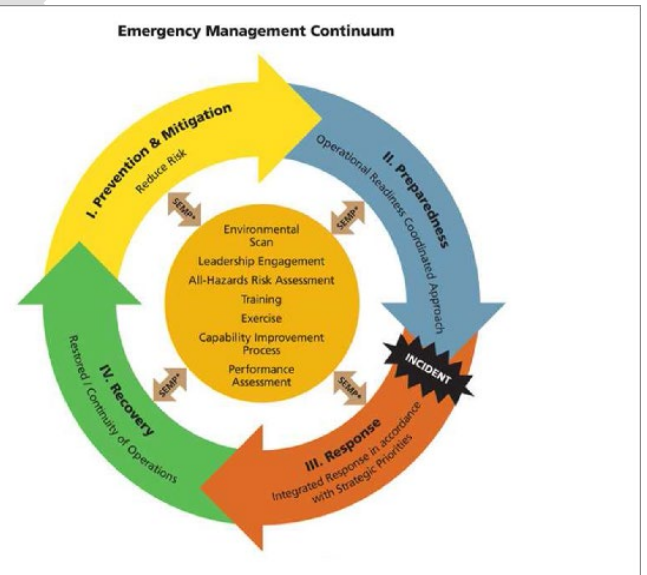 Emergency Management Continuum
I. Prevention & Mitigation
Reduce Risk
II. Preparedness
Operational Readiness Coordinated Approach
SEMP*
SEMP*
Environmental
Scan
Leadership Engagement
All-Hazards Risk Assessment
Training
Exercise
Capability Improvement
Process
Performance
Assessment
SEMP*
SEMP*
INCIDENT
III. Response
Integrated Response in accordance
with Strategic Priorities
IV. Recovery
Restored / Continuity of Operations